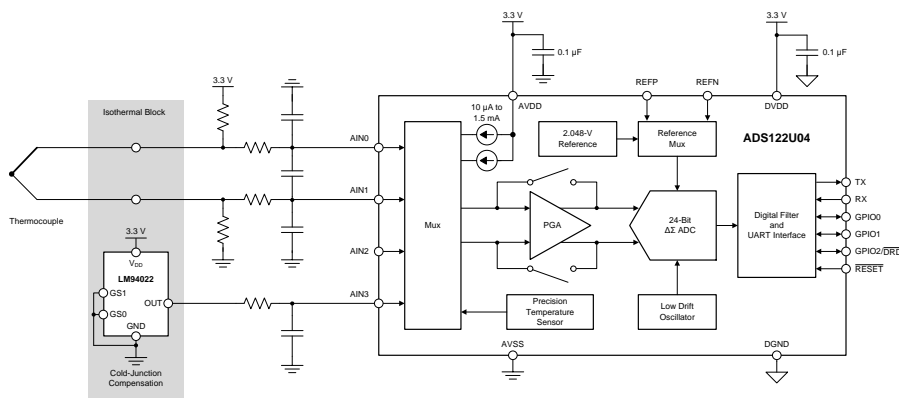 3.3 V
0.1 µF
3.3 V
0.1 µF
3.3 V
Isothermal Block
10 µA to
1.5 mA
AVDD
REFP
REFN
DVDD
ADS122U04
2.048-V
Reference
Reference
Mux
AIN0
AIN1
AIN2
AIN3
Thermocouple
Mux
PGA
24-Bit
ΔΣ ADC
Digital Filter
and
UART Interface
TX
RX
GPIO0
GPIO1
GPIO2/DRD
RESET
3.3 V
VDD
LM94022
GS1
GS0
OUT
GND
Precision
Temperature
Sensor
Low Drift
Oscillator
AVSS
DGND
Cold-Junction
Compensation